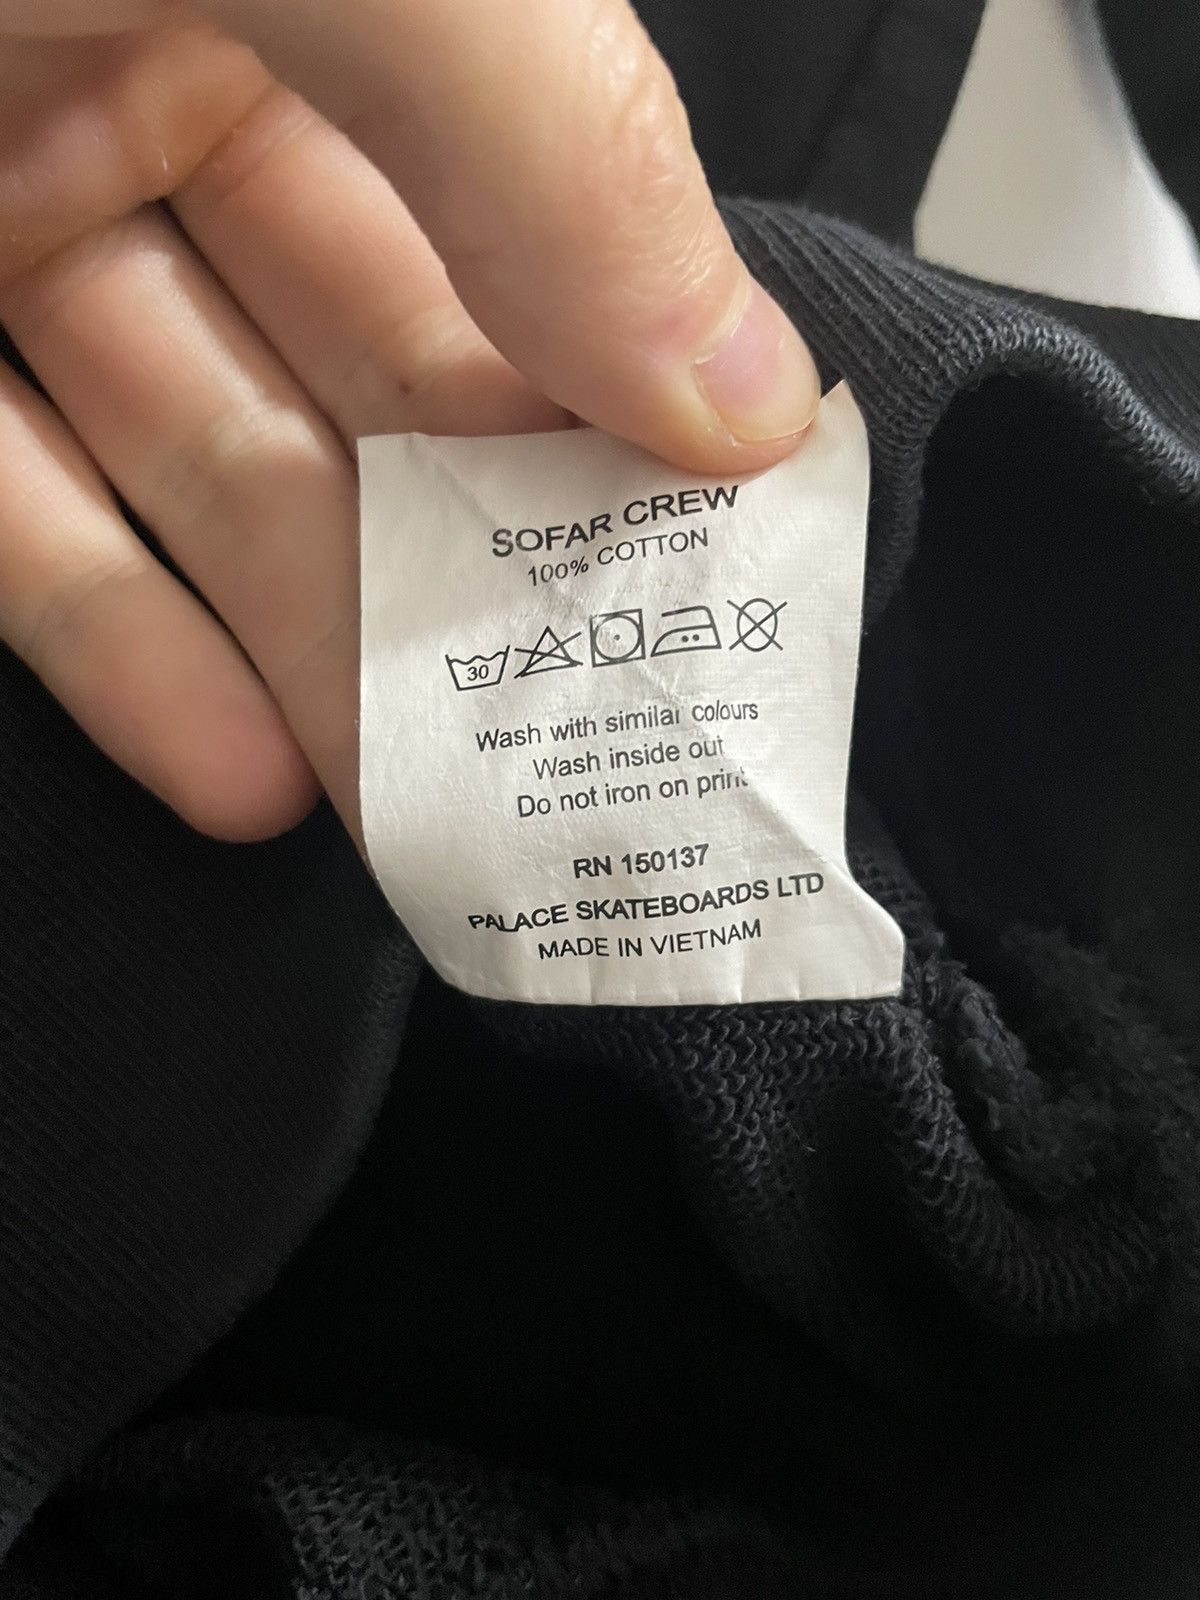 SOFAR CREW
100% COTTON
30
Wash with similar colours
Wash inside out
Do not iron on print
RN 150137
PALACE SKATEBOARDS LTD
MADE IN VIETNAM